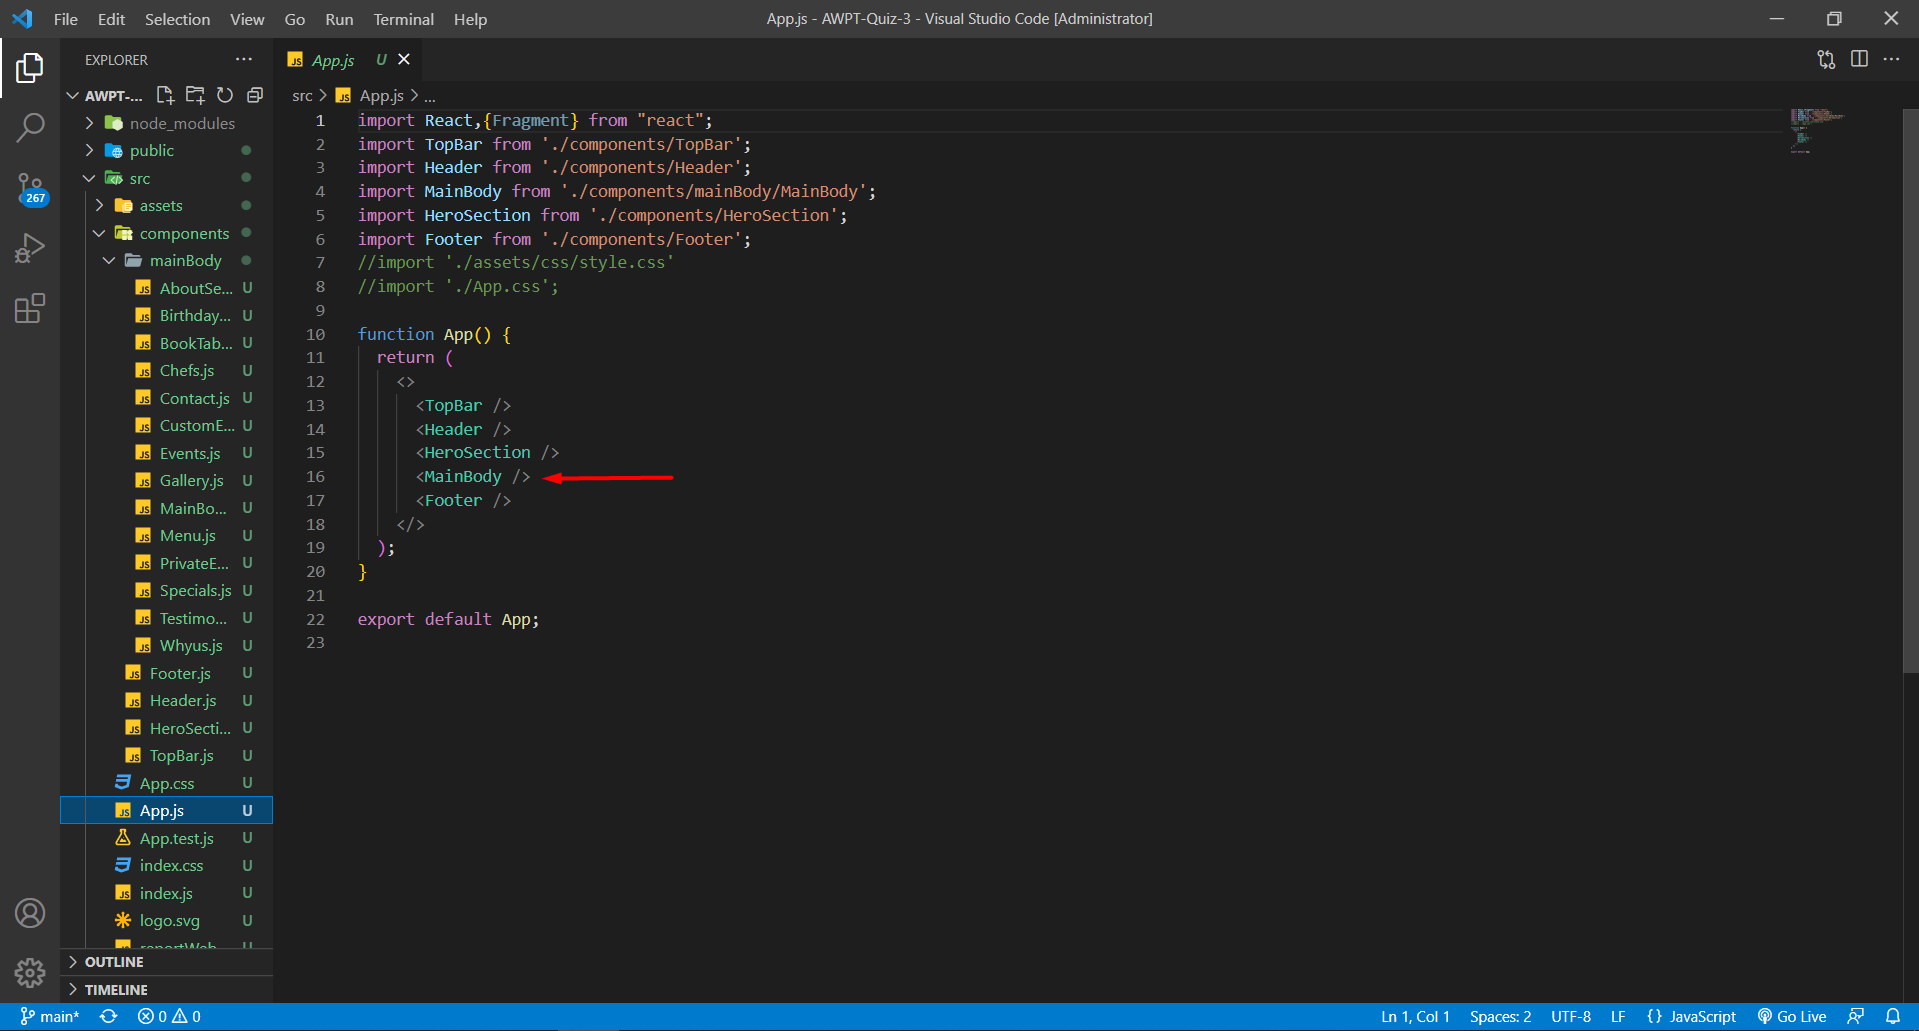 File Edit Selection View Go Run Terminal Help
App.js - AWPT-Quiz-3 - Visual Studio Code [Administrator]
EXPLORER
AWPT-...
node_modules
public
src
assets
components
mainBody
AboutSe... U
Birthday... U
BookTab... U
Chefs.js U
Contact.js U
CustomE... U
Events.js U
Gallery.js U
MainBo... U
Menu.js U
PrivateE... U
Specials.js U
Testimo... U
Whyus.js U
Footer.js U
Header.js U
HeroSecti... U
TopBar.js U
App.css U
App.js U
App.test.js U
index.css U
index.js U
logo.svg U
reportWeb U
OUTLINE
TIMELINE
267
App.js U
src > App.js > ...
1 import React,{Fragment} from "react";
2 import TopBar from './components/TopBar';
3 import Header from './components/Header';
4 import MainBody from './components/mainBody/MainBody';
5 import HeroSection from './components/HeroSection';
6 import Footer from './components/Footer';
7 //import './assets/css/style.css'
8 //import './App.css';
9
10 function App() {
11 return (
12 <>
13 <TopBar />
14 <Header />
15 <HeroSection />
16 <MainBody />
17 <Footer />
18 </>
19 );
20 }
21
22 export default App;
23
main* 0 0
Ln 1, Col 1 Spaces: 2 UTF-8 LF {} JavaScript Go Live